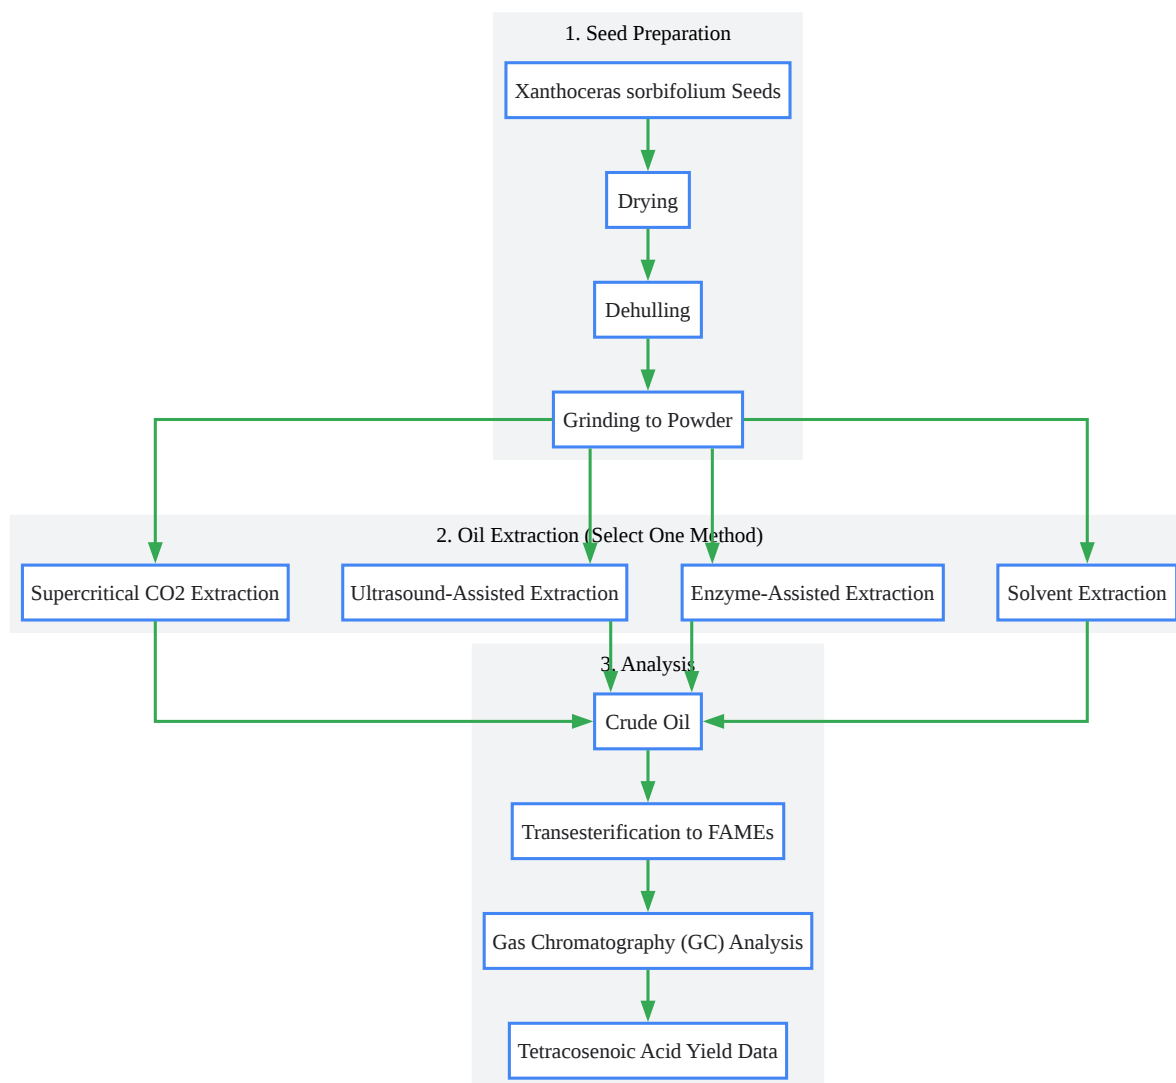 1. Seed Preparation
Xanthoceras sorbifolium Seeds
Drying
Dehulling
Grinding to Powder
2. Oil Extraction (Select One Method)
Supercritical CO2 Extraction
Ultrasound-Assisted Extraction
Enzyme-Assisted Extraction
Solvent Extraction
3. Analysis
Crude Oil
Transesterification to FAMEs
Gas Chromatography (GC) Analysis
Tetracosenoic Acid Yield Data